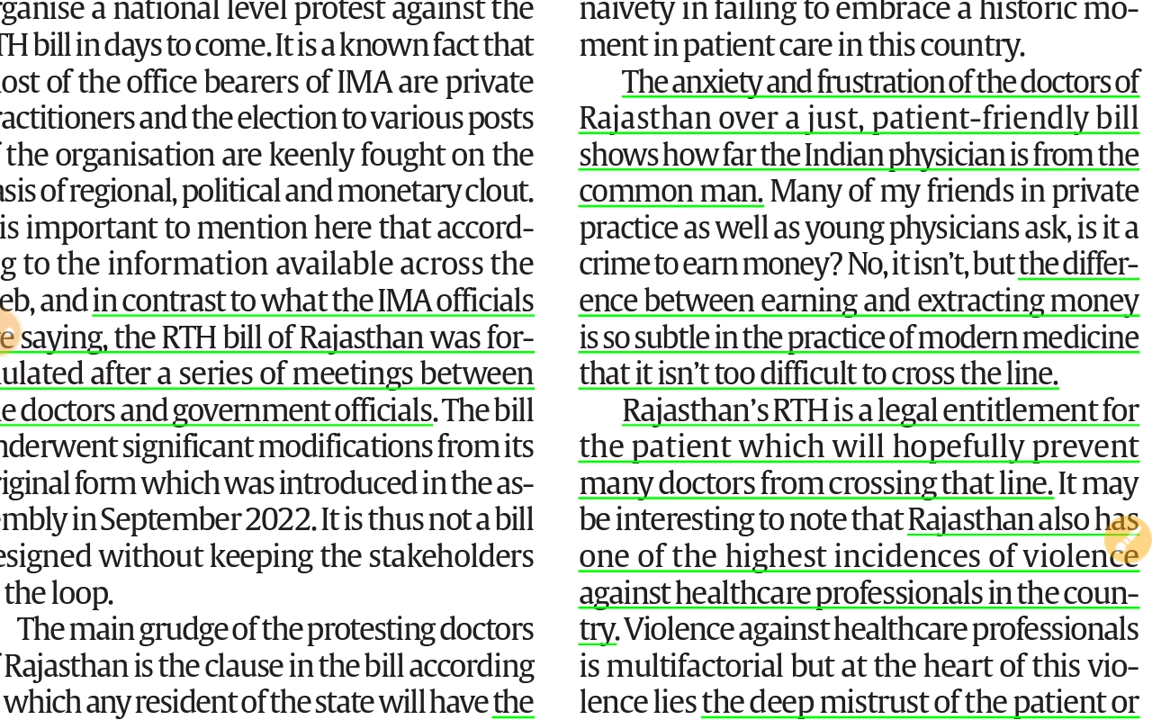 rganise a national level protest against the
TH bill in days to come. It is a known fact that
ost of the office bearers of IMA are private
ractitioners and the election to various posts
the organisation are keenly fought on the
asis of regional, political and monetary clout.
is important to mention here that accord-
g to the information available across the
eb, and in contrast to what the IMA officials
e saying, the RTH bill of Rajasthan was for-
ulated after a series of meetings between
e doctors and government officials. The bill
nderwent significant modifications from its
riginal form which was introduced in the as-
embly in September 2022. It is thus not a bill
esigned without keeping the stakeholders
the loop.
The main grudge of the protesting doctors
Rajasthan is the clause in the bill according
which any resident of the state will have the
naivety in failing to embrace a historic mo-
ment in patient care in this country.
The anxiety and frustration of the doctors of
Rajasthan over a just, patient-friendly bill
shows how far the Indian physician is from the
common man. Many of my friends in private
practice as well as young physicians ask, is it a
crime to earn money? No, it isn't, but the differ-
ence between earning and extracting money
is so subtle in the practice of modern medicine
that it isn't too difficult to cross the line.
Rajasthan's RTH is a legal entitlement for
the patient which will hopefully prevent
many doctors from crossing that line. It may
be interesting to note that Rajasthan also has
one of the highest incidences of violence
against healthcare professionals in the coun-
try. Violence against healthcare professionals
is multifactorial but at the heart of this vio-
lence lies the deep mistrust of the patient or